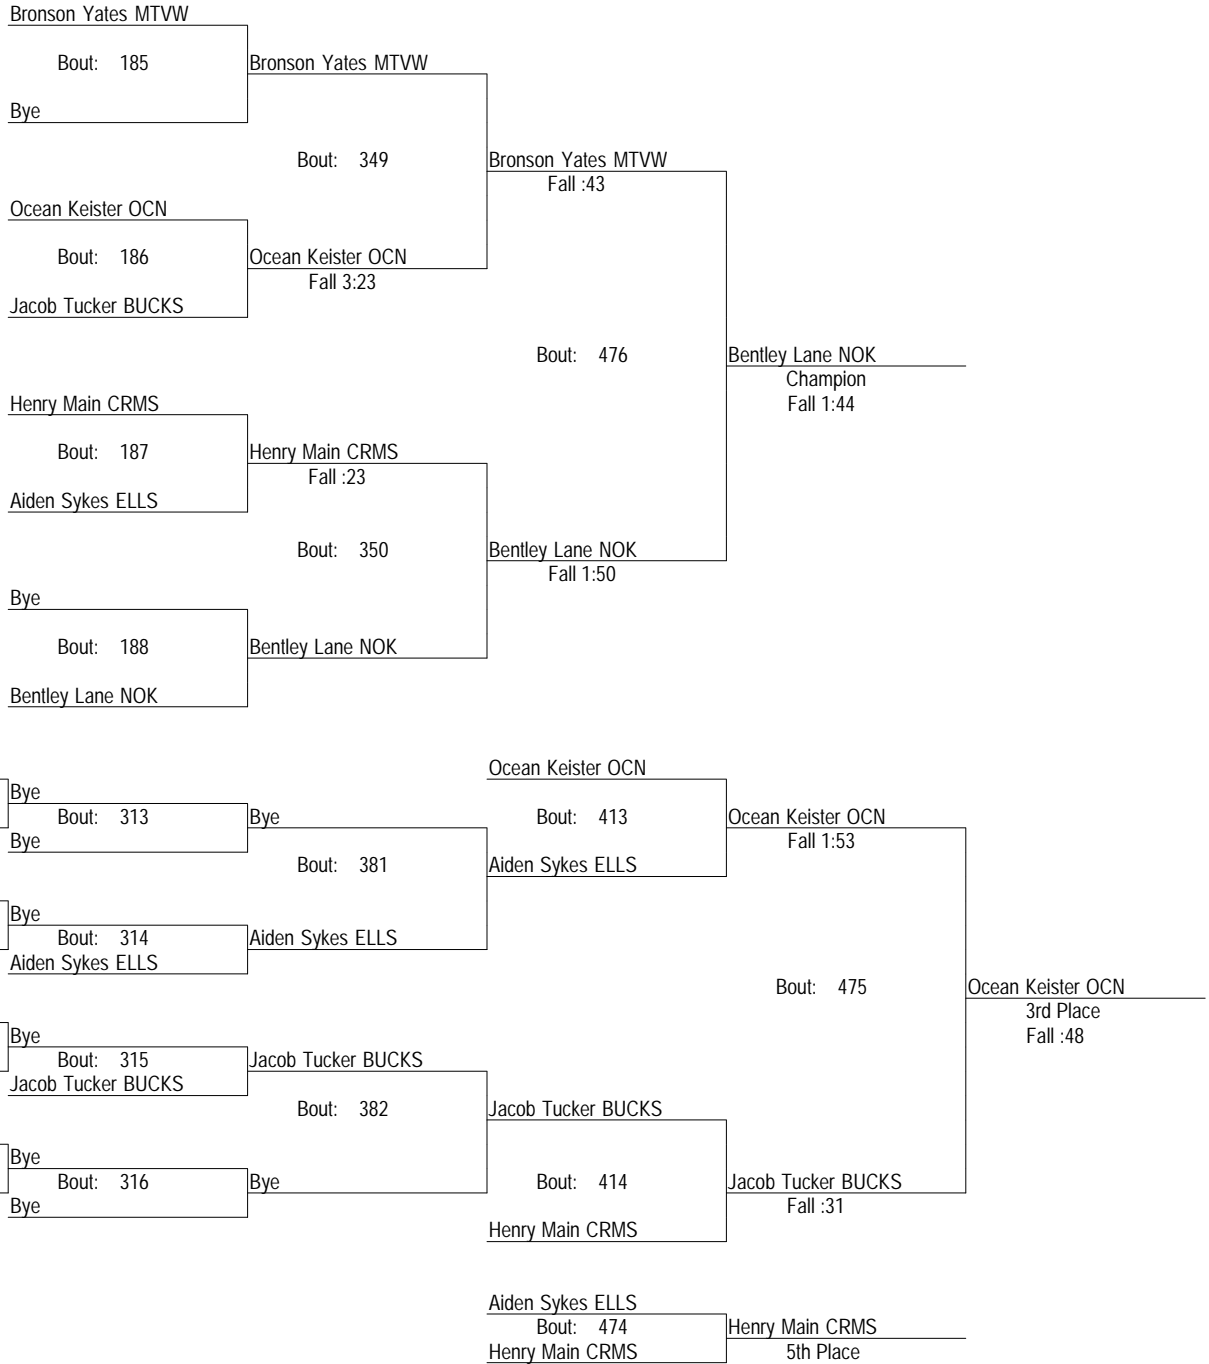 Bronson Yates MTVW
Bout: 185
Bronson Yates MTVW
Bye
Bout: 349
Bronson Yates MTVW
Fall :43
Ocean Keister OCN
Bout: 186
Ocean Keister OCN
Fall 3:23
Jacob Tucker BUCKS
Bout: 476
Bentley Lane NOK
Champion
Fall 1:44
Henry Main CRMS
Bout: 187
Henry Main CRMS
Fall :23
Aiden Sykes ELLS
Bout: 350
Bentley Lane NOK
Fall 1:50
Bye
Bout: 188
Bentley Lane NOK
Bentley Lane NOK
Ocean Keister OCN
Bye
Bout: 313
Bye
Bout: 413
Ocean Keister OCN
Fall 1:53
Bye
Bout: 381
Aiden Sykes ELLS
Bye
Bout: 314
Aiden Sykes ELLS
Aiden Sykes ELLS
Bout: 475
Ocean Keister OCN
3rd Place
Fall :48
Bye
Bout: 315
Jacob Tucker BUCKS
Jacob Tucker BUCKS
Bout: 382
Jacob Tucker BUCKS
Bye
Bout: 316
Bye
Bout: 414
Jacob Tucker BUCKS
Fall :31
Bye
Henry Main CRMS
Aiden Sykes ELLS
Bout: 474
Henry Main CRMS
Henry Main CRMS
5th Place